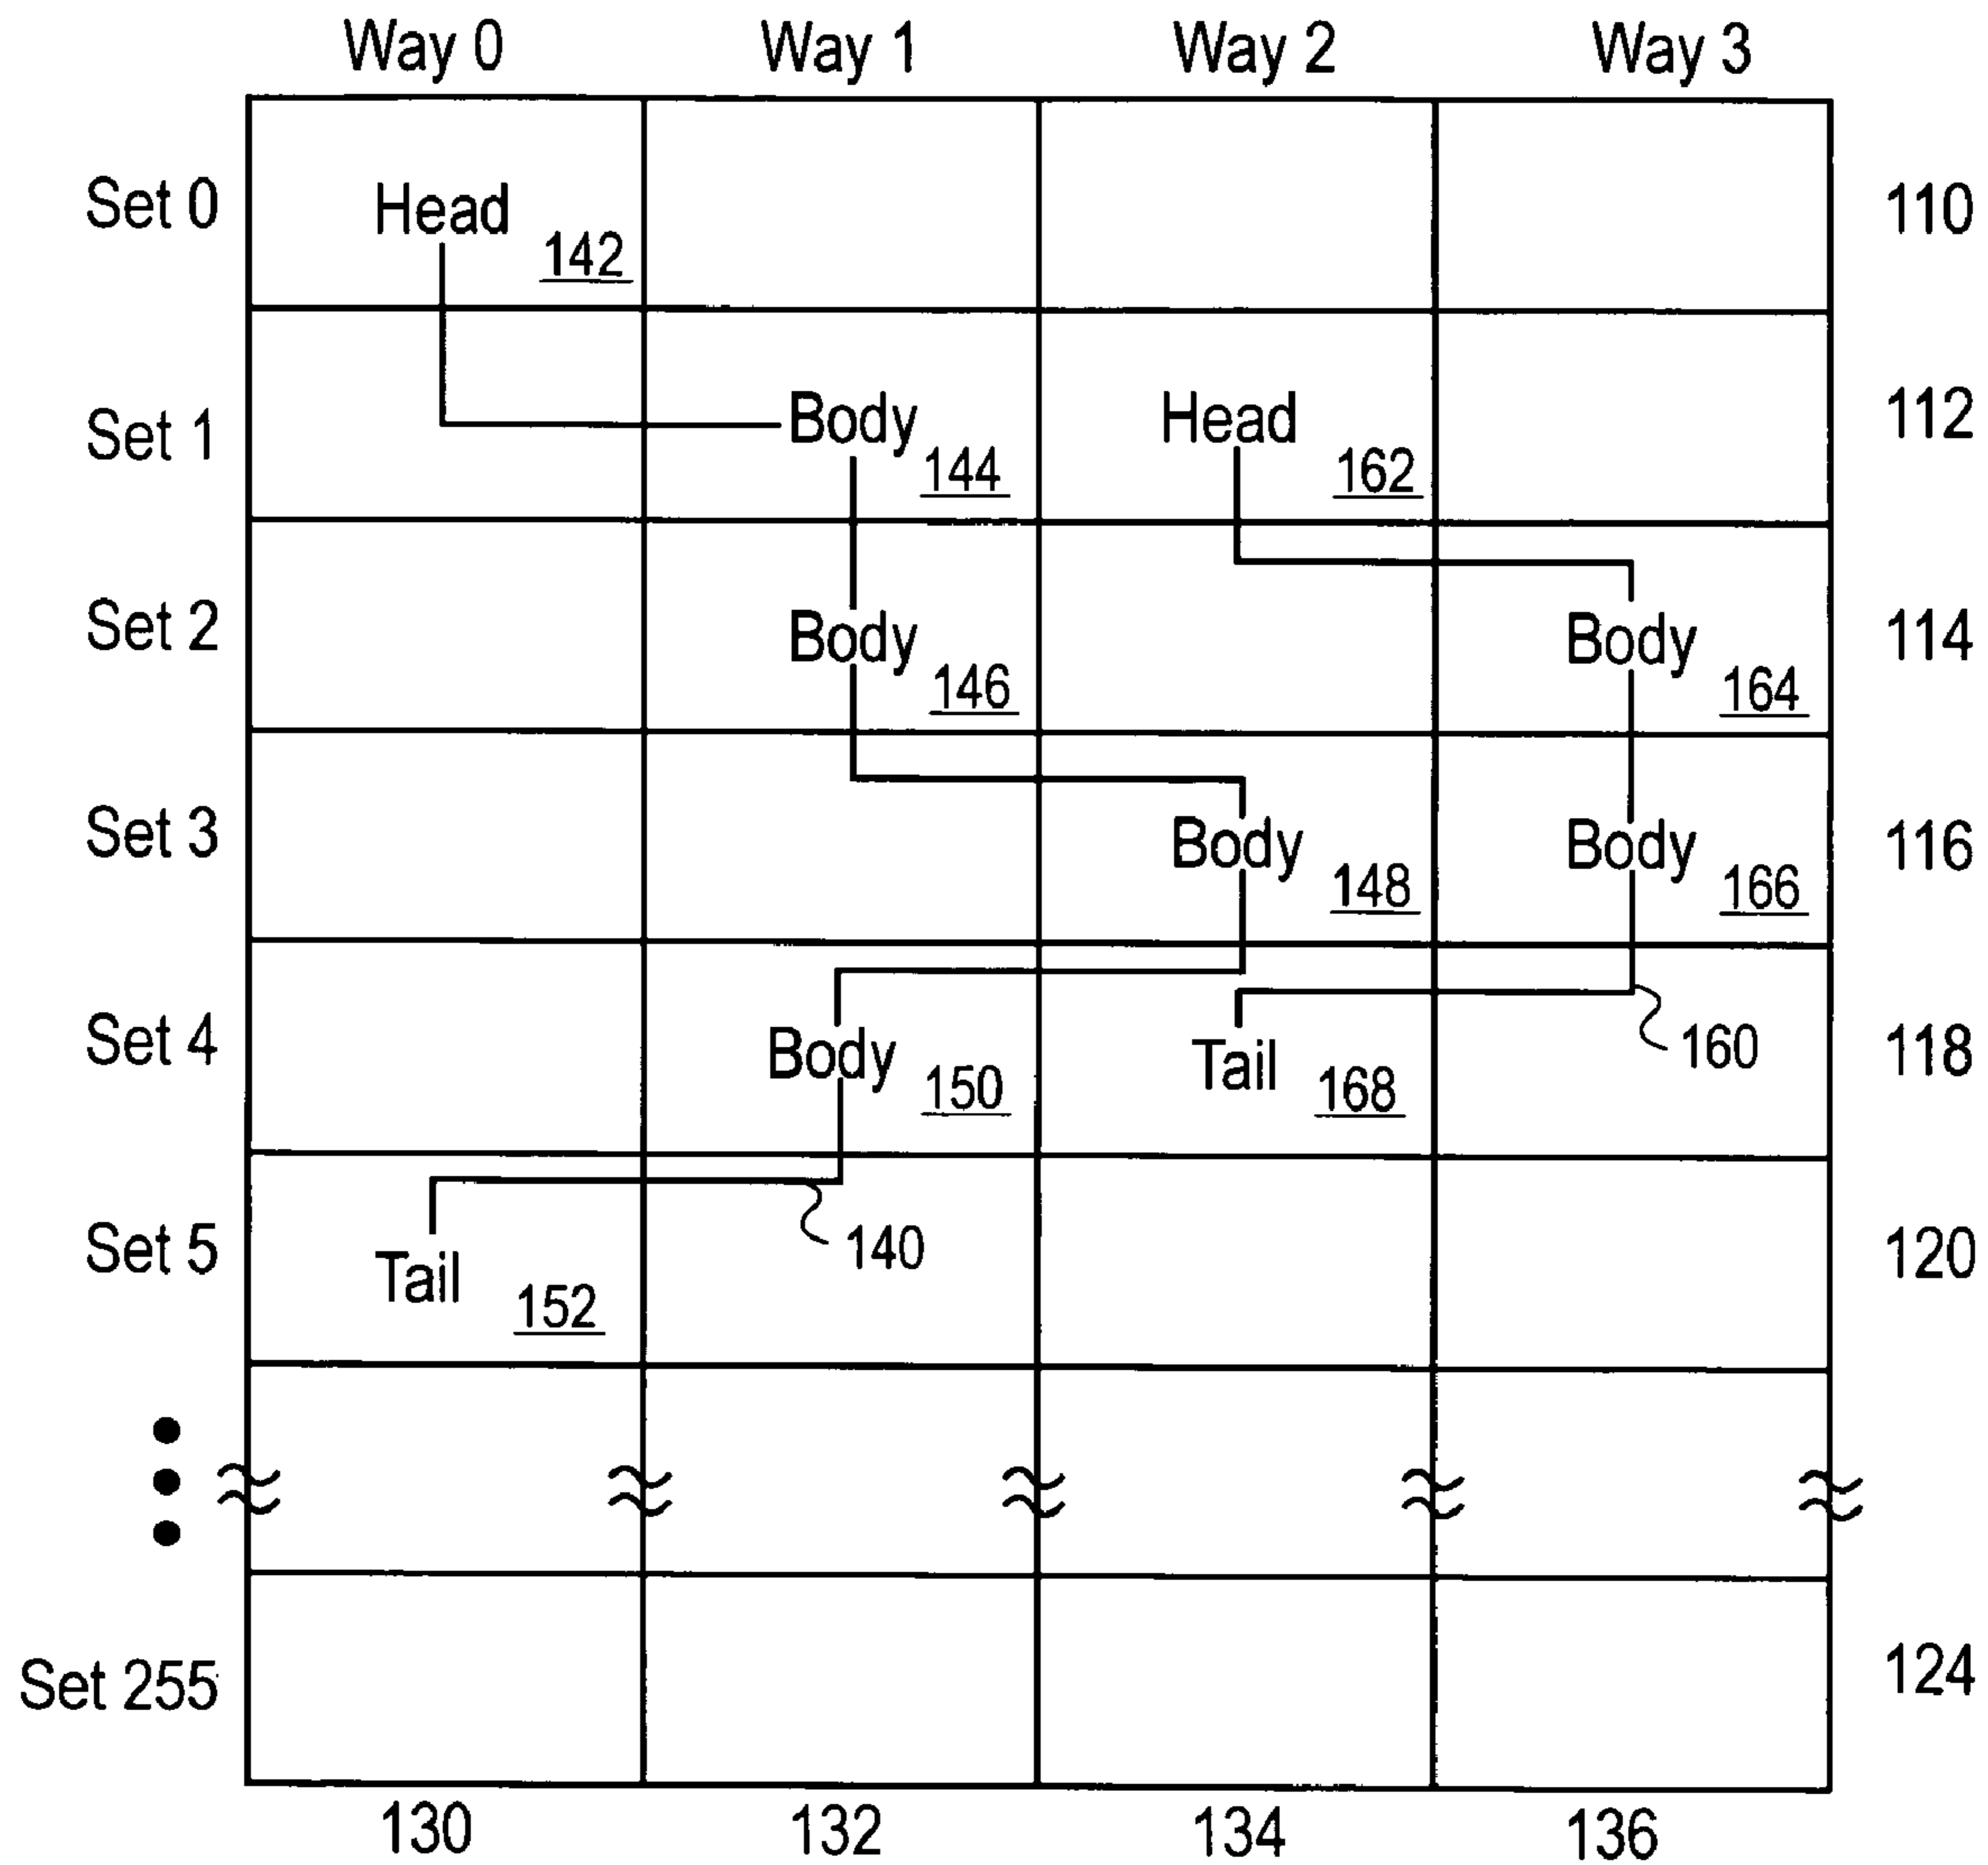 Way 0 Way 1 Way 2 Way 3
Set 0 Head 142 110
Set 1 Body 144 Head 162 112
Set 2 Body 146 Body 164 114
Set 3 Body 148 Body 166 116
Set 4 Body 150 Tail 168 160 118
Set 5 Tail 152 140 120
Set 255 124
130 132 134 136